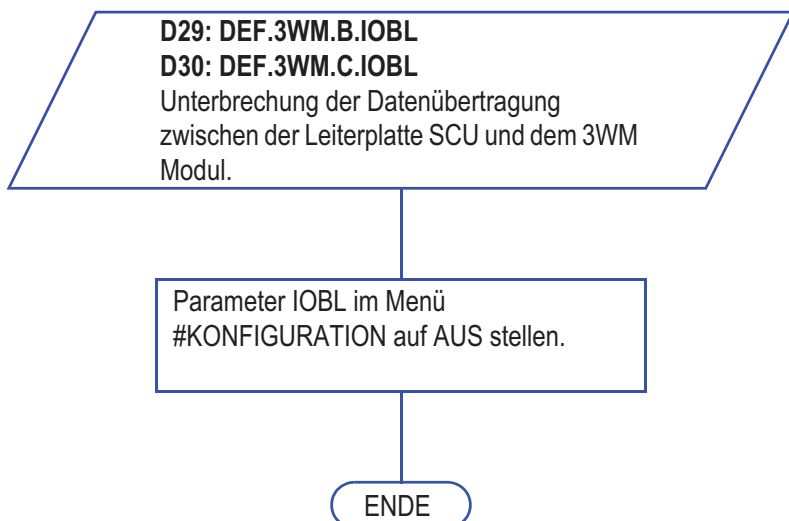 D29: DEF.3WM.B.IOBL
D30: DEF.3WM.C.IOBL
Unterbrechung der Datenübertragung
zwischen der Leiterplatte SCU und dem 3WM
Modul.
Parameter IOBL im Menü
#KONFIGURATION auf AUS stellen.
ENDE